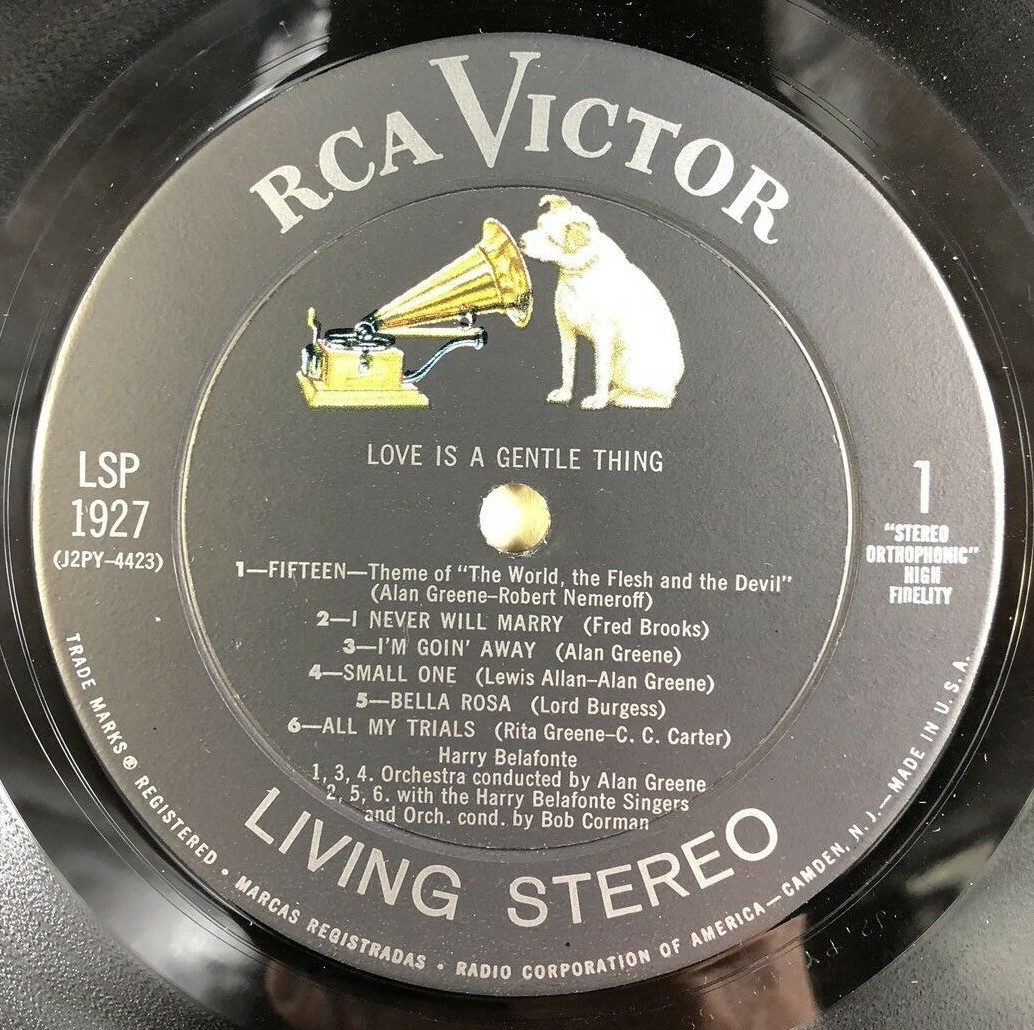 RCA VICTOR
LOVE IS A GENTLE THING
LSP
1927
(J2PY-4423)
1
"STEREO
ORTHOPHONIC"
HIGH
FIDELITY
1—FIFTEEN—Theme of "The World, the Flesh and the Devil"
(Alan Greene-Robert Nemeroff)
2—I NEVER WILL MARRY (Fred Brooks)
3—I'M GOIN' AWAY (Alan Greene)
4—SMALL ONE (Lewis Allan-Alan Greene)
5—BELLA ROSA (Lord Burgess)
6—ALL MY TRIALS (Rita Greene-C. C. Carter)
Harry Belafonte
1, 3, 4. Orchestra conducted by Alan Greene
2, 5, 6. with the Harry Belafonte Singers
and Orch. cond. by Bob Corman
LIVING STEREO
TRADE MARKS ® REGISTERED • MARCAS REGISTRADAS • RADIO CORPORATION OF AMERICA—CAMDEN, N. J.—MADE IN U. S. A.